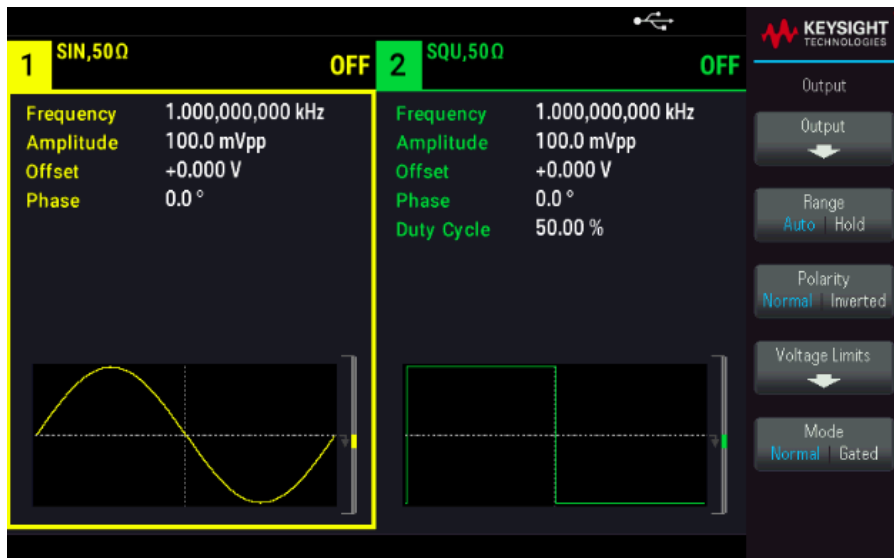 1 SIN,50Ω OFF
Frequency 1.000,000,000 kHz
Amplitude 100.0 mVpp
Offset +0.000 V
Phase 0.0 °
2 SQU,50Ω OFF
Frequency 1.000,000,000 kHz
Amplitude 100.0 mVpp
Offset +0.000 V
Phase 0.0 °
Duty Cycle 50.00 %
KEYSIGHT
TECHNOLOGIES
Output
Output
Range
Auto | Hold
Polarity
Normal | Inverted
Voltage Limits
Mode
Normal | Gated